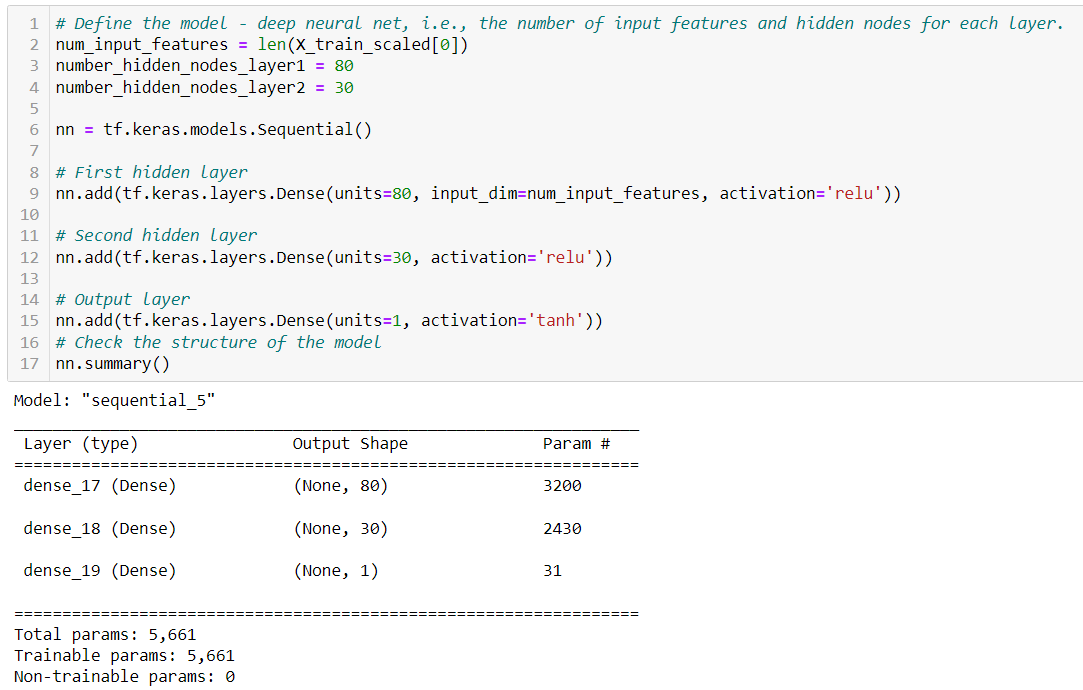 1 # Define the model - deep neural net, i.e., the number of input features and hidden nodes for each layer.
2 num_input_features = len(X_train_scaled[0])
3 number_hidden_nodes_layer1 = 80
4 number_hidden_nodes_layer2 = 30
5
6 nn = tf.keras.models.Sequential()
7
8 # First hidden layer
9 nn.add(tf.keras.layers.Dense(units=80, input_dim=num_input_features, activation='relu'))
10
11 # Second hidden layer
12 nn.add(tf.keras.layers.Dense(units=30, activation='relu'))
13
14 # Output layer
15 nn.add(tf.keras.layers.Dense(units=1, activation='tanh'))
16 # Check the structure of the model
17 nn.summary()
Model: "sequential_5"
_________________________________________________________________
Layer (type) Output Shape Param #
=================================================================
dense_17 (Dense) (None, 80) 3200
dense_18 (Dense) (None, 30) 2430
dense_19 (Dense) (None, 1) 31
=================================================================
Total params: 5,661
Trainable params: 5,661
Non-trainable params: 0